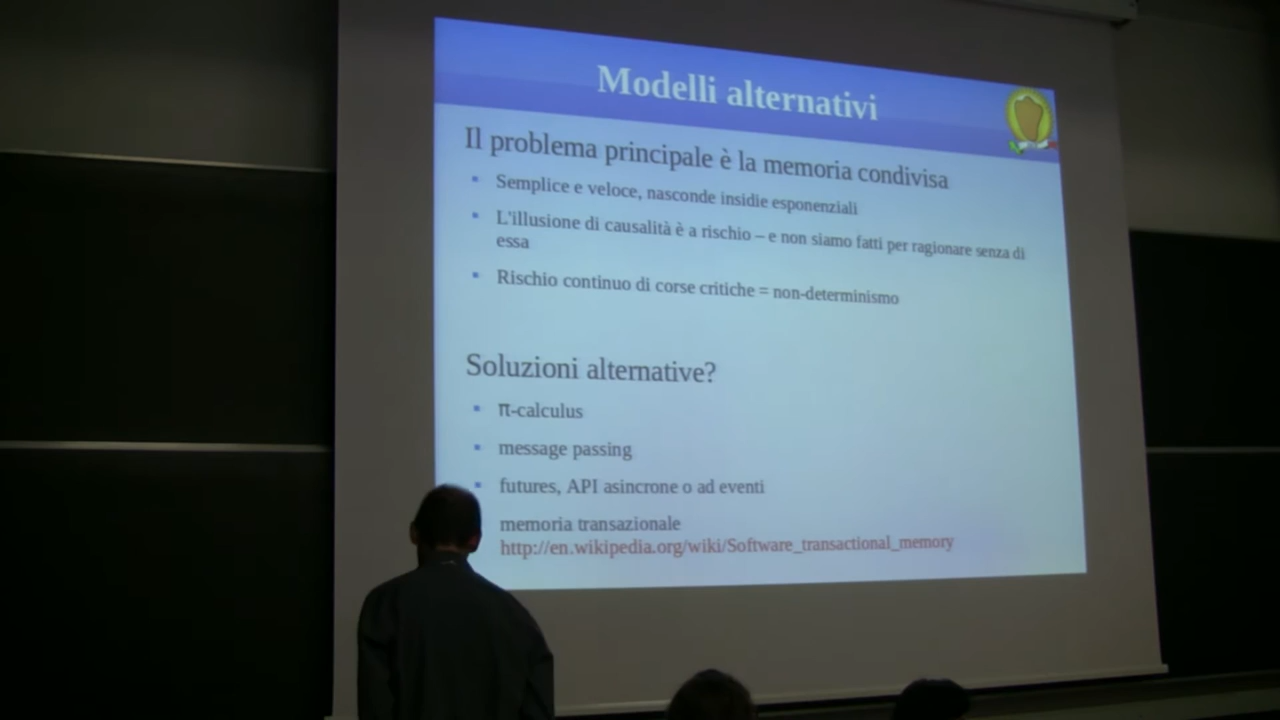 Modelli alternativi
Il problema principale è la memoria condivisa
Semplice e veloce, nasconde insidie esponenziali
L'illusione di causalità è a rischio – e non siamo fatti per ragionare senza di
essa
Rischio continuo di corse critiche = non-determinismo
Soluzioni alternative?
π-calculus
message passing
futures, API asincrone o ad eventi
memoria transazionale
http://en.wikipedia.org/wiki/Software_transactional_memory